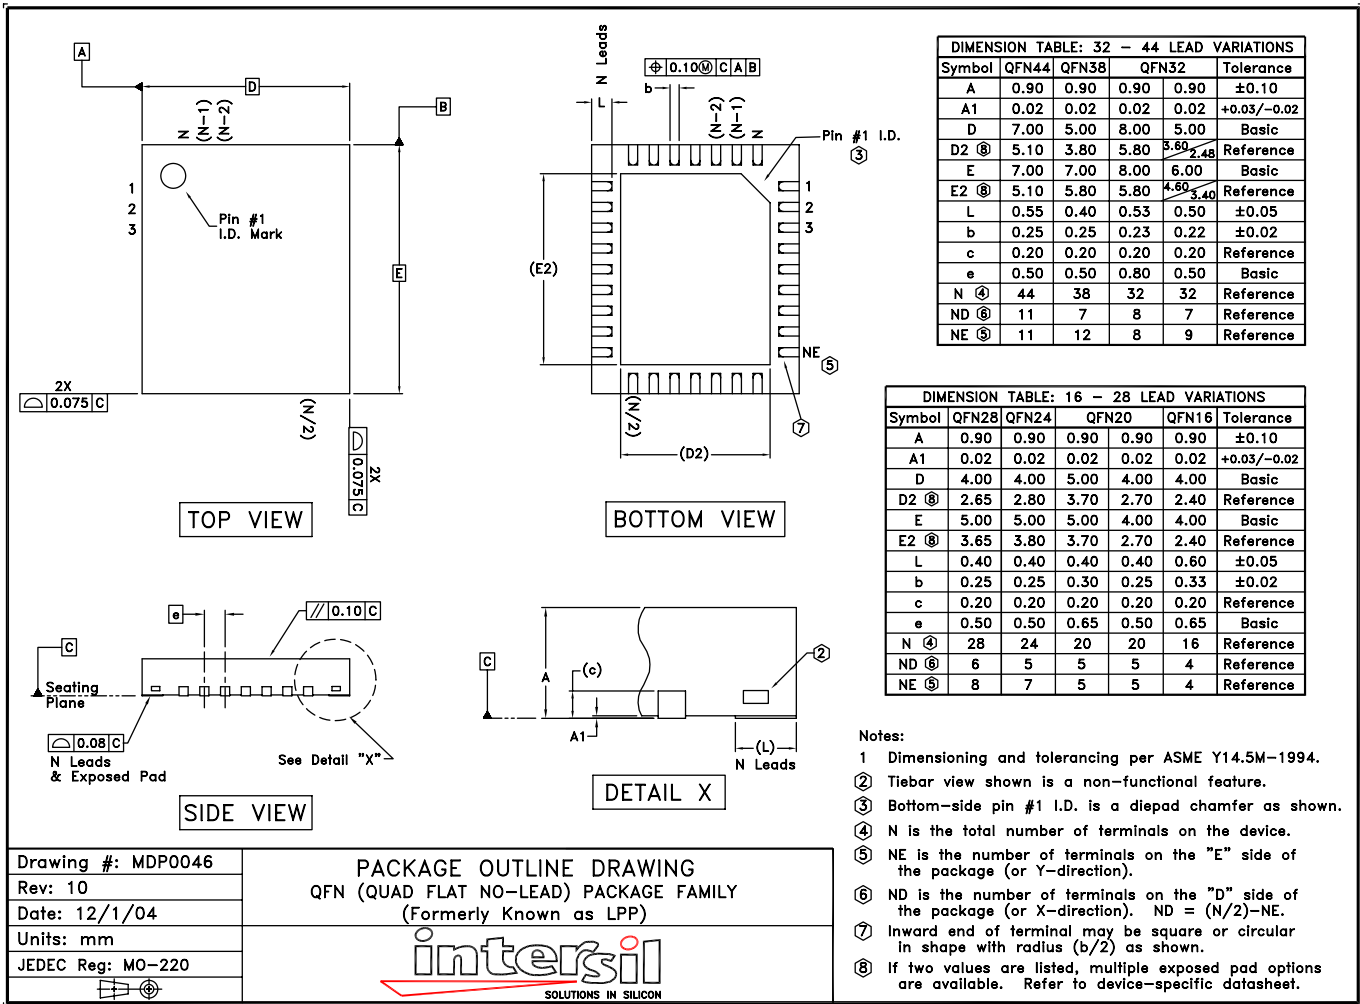 A
D
N
(N-1)
(N-2)
B
1
2
3
Pin #1
I.D. Mark
E
2X
0.075 C
(N/2)
2X
0.075 C
TOP VIEW
N Leads
L
b
0.10Ⓜ C A B
(N-2)
(N-1)
N
Pin #1 I.D.
3
1
2
3
(E2)
NE
5
7
(N/2)
(D2)
BOTTOM VIEW
e
// 0.10 C
C
Seating
Plane
0.08 C
N Leads
& Exposed Pad
See Detail "X"
SIDE VIEW
C
A
(c)
A1
2
(L)
N Leads
DETAIL X
DIMENSION TABLE: 32 - 44 LEAD VARIATIONS
Symbol QFN44 QFN38 QFN32 Tolerance
A 0.90 0.90 0.90 0.90 ±0.10
A1 0.02 0.02 0.02 0.02 +0.03/-0.02
D 7.00 5.00 8.00 5.00 Basic
D2 ⑧ 5.10 3.80 5.80 3.60/2.48 Reference
E 7.00 7.00 8.00 6.00 Basic
E2 ⑧ 5.10 5.80 5.80 4.60/3.40 Reference
L 0.55 0.40 0.53 0.50 ±0.05
b 0.25 0.25 0.23 0.22 ±0.02
c 0.20 0.20 0.20 0.20 Reference
e 0.50 0.50 0.80 0.50 Basic
N ④ 44 38 32 32 Reference
ND ⑥ 11 7 8 7 Reference
NE ⑤ 11 12 8 9 Reference
DIMENSION TABLE: 16 - 28 LEAD VARIATIONS
Symbol QFN28 QFN24 QFN20 QFN16 Tolerance
A 0.90 0.90 0.90 0.90 0.90 ±0.10
A1 0.02 0.02 0.02 0.02 0.02 +0.03/-0.02
D 4.00 4.00 5.00 4.00 4.00 Basic
D2 ⑧ 2.65 2.80 3.70 2.70 2.40 Reference
E 5.00 5.00 5.00 4.00 4.00 Basic
E2 ⑧ 3.65 3.80 3.70 2.70 2.40 Reference
L 0.40 0.40 0.40 0.40 0.60 ±0.05
b 0.25 0.25 0.30 0.25 0.33 ±0.02
c 0.20 0.20 0.20 0.20 0.20 Reference
e 0.50 0.50 0.65 0.50 0.65 Basic
N ④ 28 24 20 20 16 Reference
ND ⑥ 6 5 5 5 4 Reference
NE ⑤ 8 7 5 5 4 Reference
Notes:
1 Dimensioning and tolerancing per ASME Y14.5M-1994.
② Tiebar view shown is a non-functional feature.
③ Bottom-side pin #1 I.D. is a diepad chamfer as shown.
④ N is the total number of terminals on the device.
⑤ NE is the number of terminals on the "E" side of
the package (or Y-direction).
⑥ ND is the number of terminals on the "D" side of
the package (or X-direction). ND = (N/2)-NE.
⑦ Inward end of terminal may be square or circular
in shape with radius (b/2) as shown.
⑧ If two values are listed, multiple exposed pad options
are available. Refer to device-specific datasheet.
Drawing #: MDP0046
Rev: 10
Date: 12/1/04
Units: mm
JEDEC Reg: MO-220
PACKAGE OUTLINE DRAWING
QFN (QUAD FLAT NO-LEAD) PACKAGE FAMILY
(Formerly Known as LPP)
intersil
SOLUTIONS IN SILICON